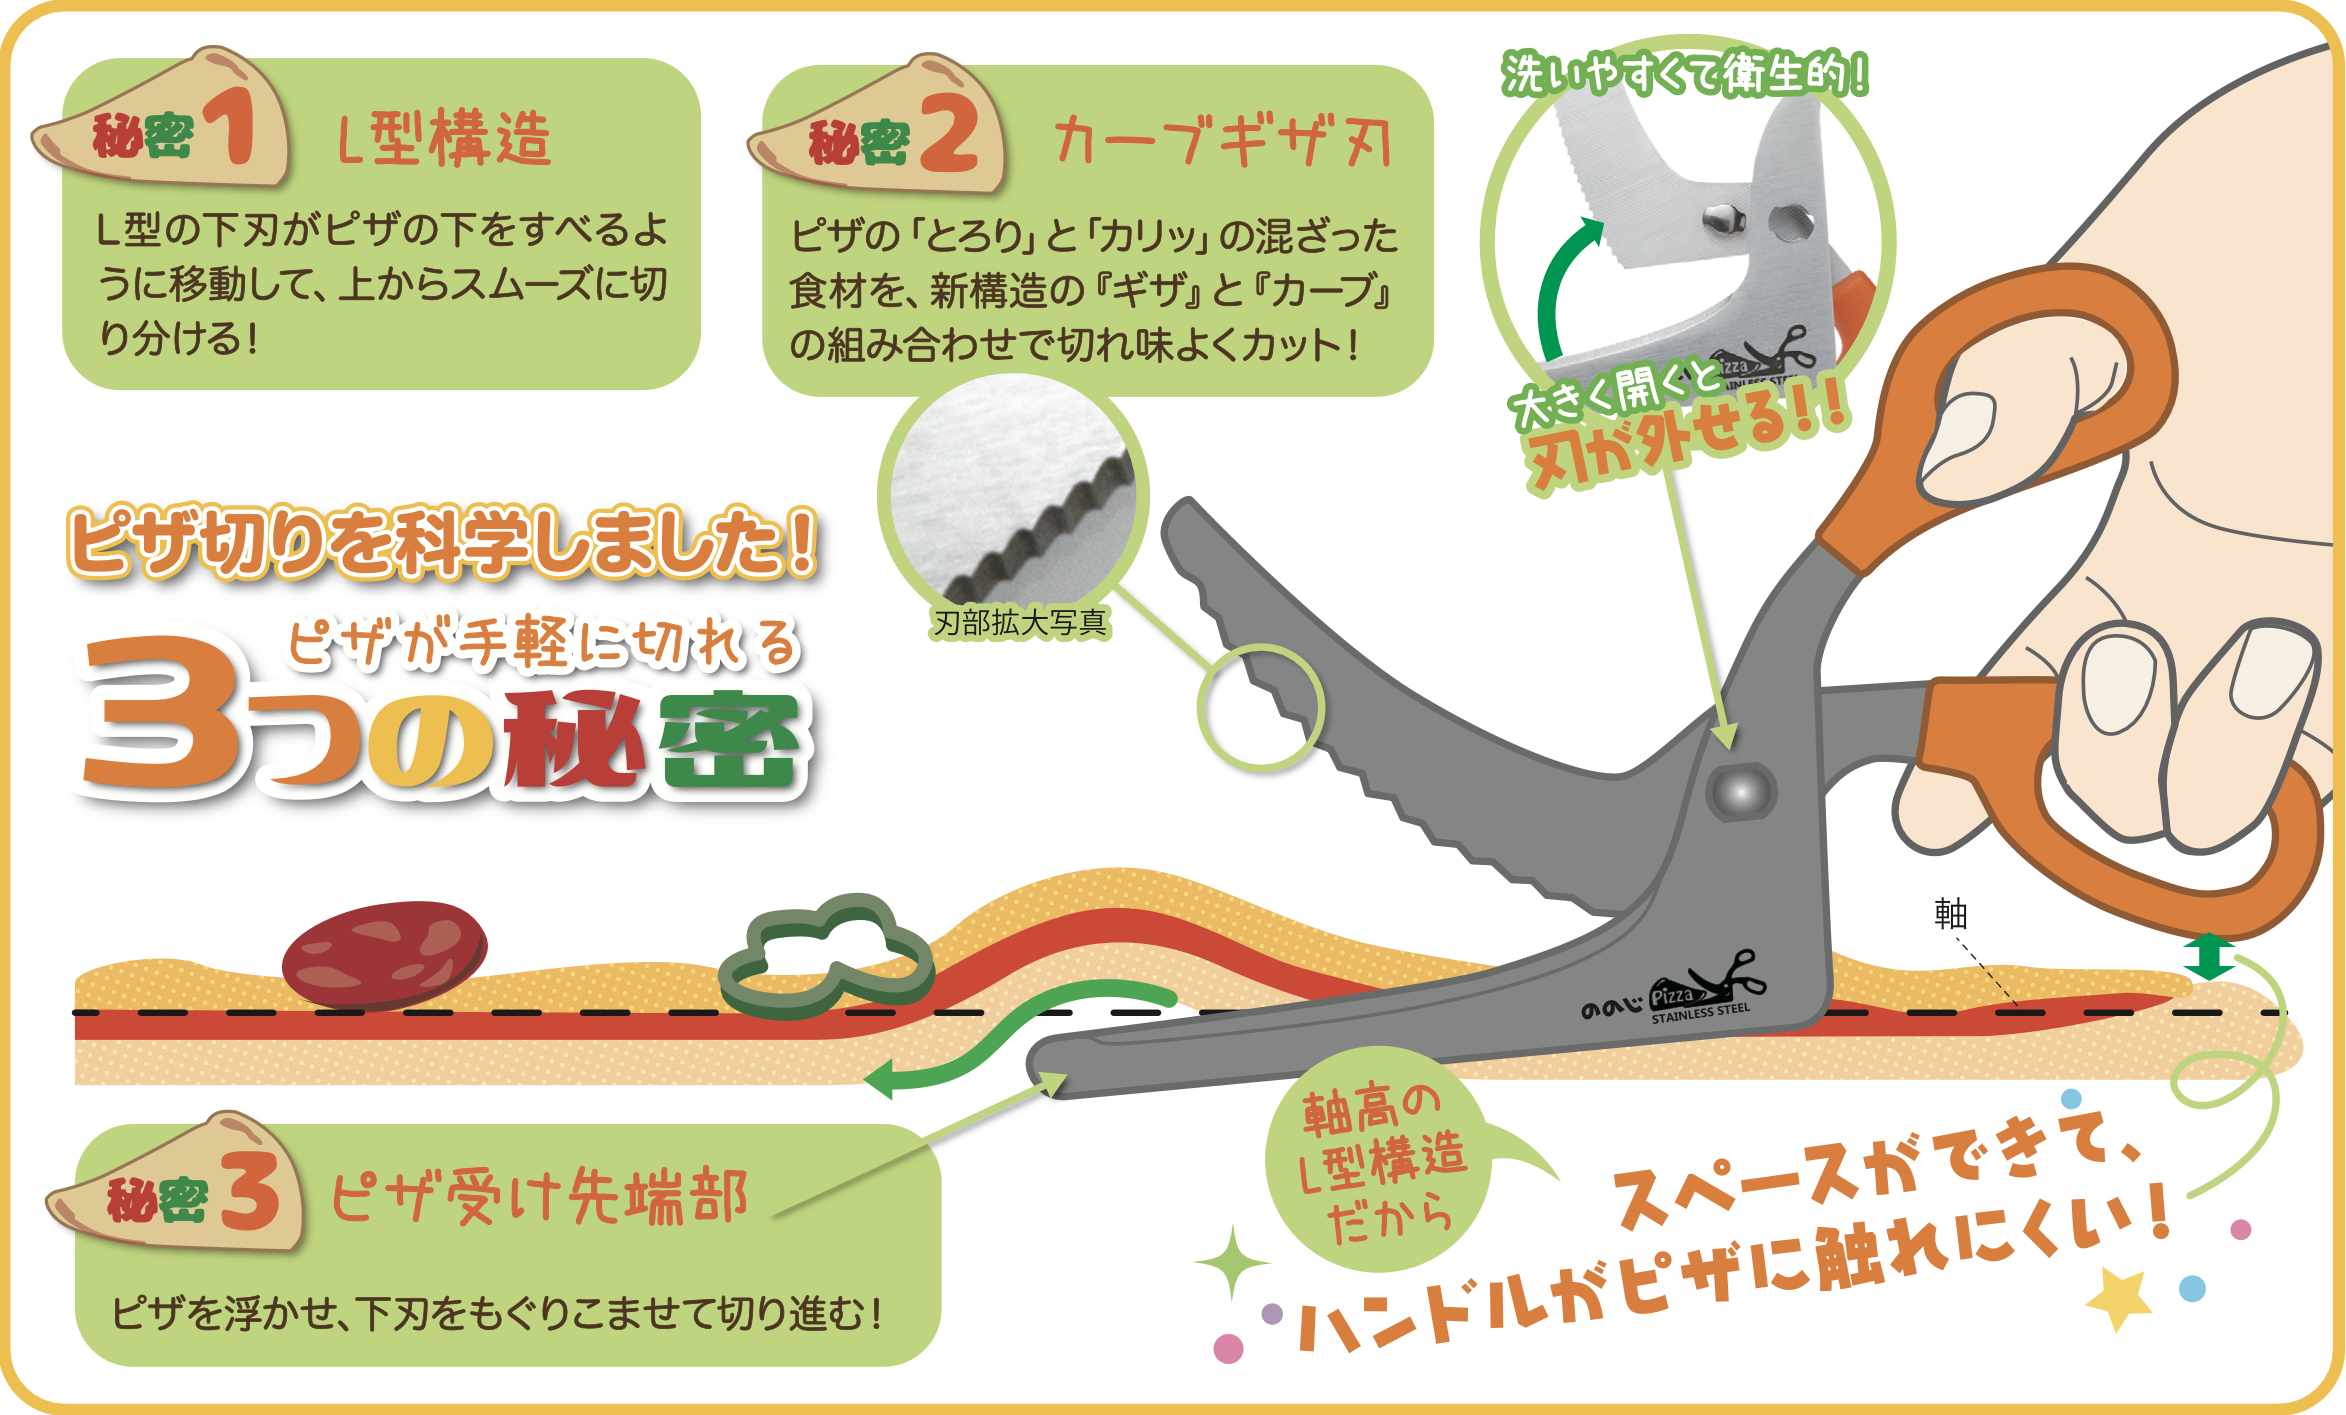 秘密1 L型構造
L型の下刃がピザの下をすべるよ
うに移動して、上からスムーズに切
り分ける！
秘密2 カーブギザ刃
ピザの「とろり」と「カリッ」の混ざった
食材を、新構造の『ギザ』と『カーブ』
の組み合わせで切れ味よくカット！
刃部拡大写真
洗いやすくて衛生的！
izza
AINLESS STE
大きく開くと
刃が外せる！！
ピザ切りを科学しました！
ピザが手軽に切れる
3つの秘密
軸
ののじ Pizza
STAINLESS STEEL
秘密3 ピザ受け先端部
ピザを浮かせ、下刃をもぐりこませて切り進む！
軸高の
L型構造
だから
スペースができて、
ハンドルがピザに触れにくい！